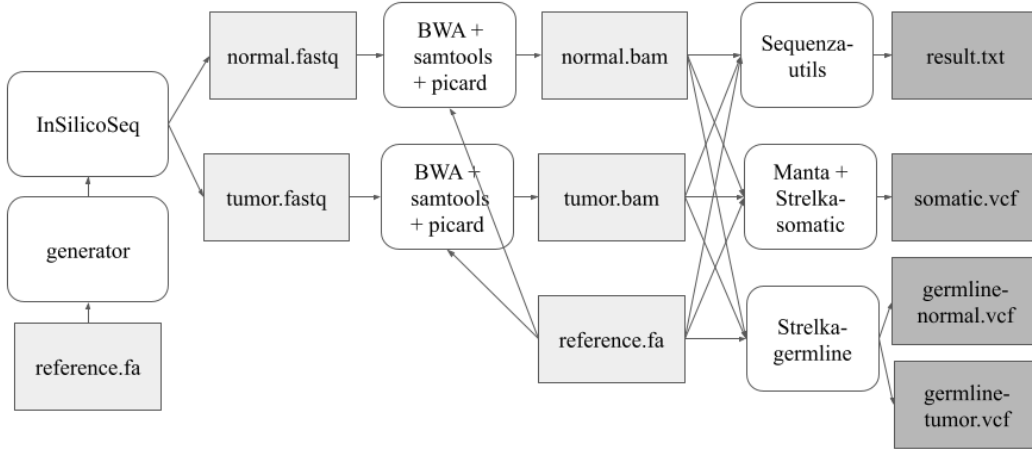 InSilicoSeq
generator
reference.fa
normal.fastq
tumor.fastq
BWA +
samtools
+ picard
BWA +
samtools
+ picard
normal.bam
tumor.bam
reference.fa
Sequenza-
utils
Manta +
Strelka-
somatic
Strelka-
germline
result.txt
somatic.vcf
germline-
normal.vcf
germline-
tumor.vcf